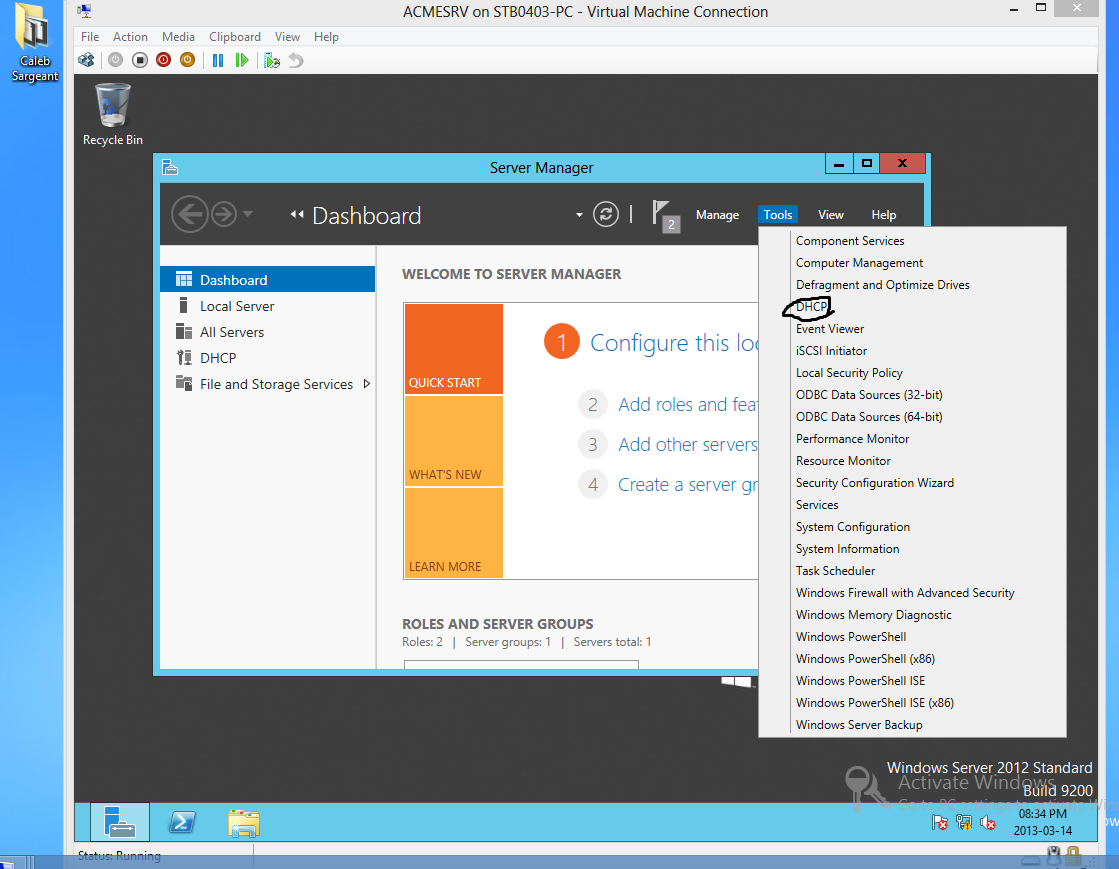 ACMESRV on STB0403-PC - Virtual Machine Connection
File Action Media Clipboard View Help
Caleb
Sargeant
Recycle Bin
Server Manager
Dashboard
2
Manage Tools View Help
Dashboard
Local Server
All Servers
DHCP
File and Storage Services
WELCOME TO SERVER MANAGER
QUICK START
WHAT'S NEW
LEARN MORE
1 Configure this loc
2 Add roles and feat
3 Add other servers
4 Create a server gr
ROLES AND SERVER GROUPS
Roles: 2 | Server groups: 1 | Servers total: 1
Component Services
Computer Management
Defragment and Optimize Drives
DHCP
Event Viewer
iSCSI Initiator
Local Security Policy
ODBC Data Sources (32-bit)
ODBC Data Sources (64-bit)
Performance Monitor
Resource Monitor
Security Configuration Wizard
Services
System Configuration
System Information
Task Scheduler
Windows Firewall with Advanced Security
Windows Memory Diagnostic
Windows PowerShell
Windows PowerShell (x86)
Windows PowerShell ISE
Windows PowerShell ISE (x86)
Windows Server Backup
Windows Server 2012 Standard
Activate Windows
Build 9200
Go to PC settings to activate Win
08:34 PM
2013-03-14
Status: Running